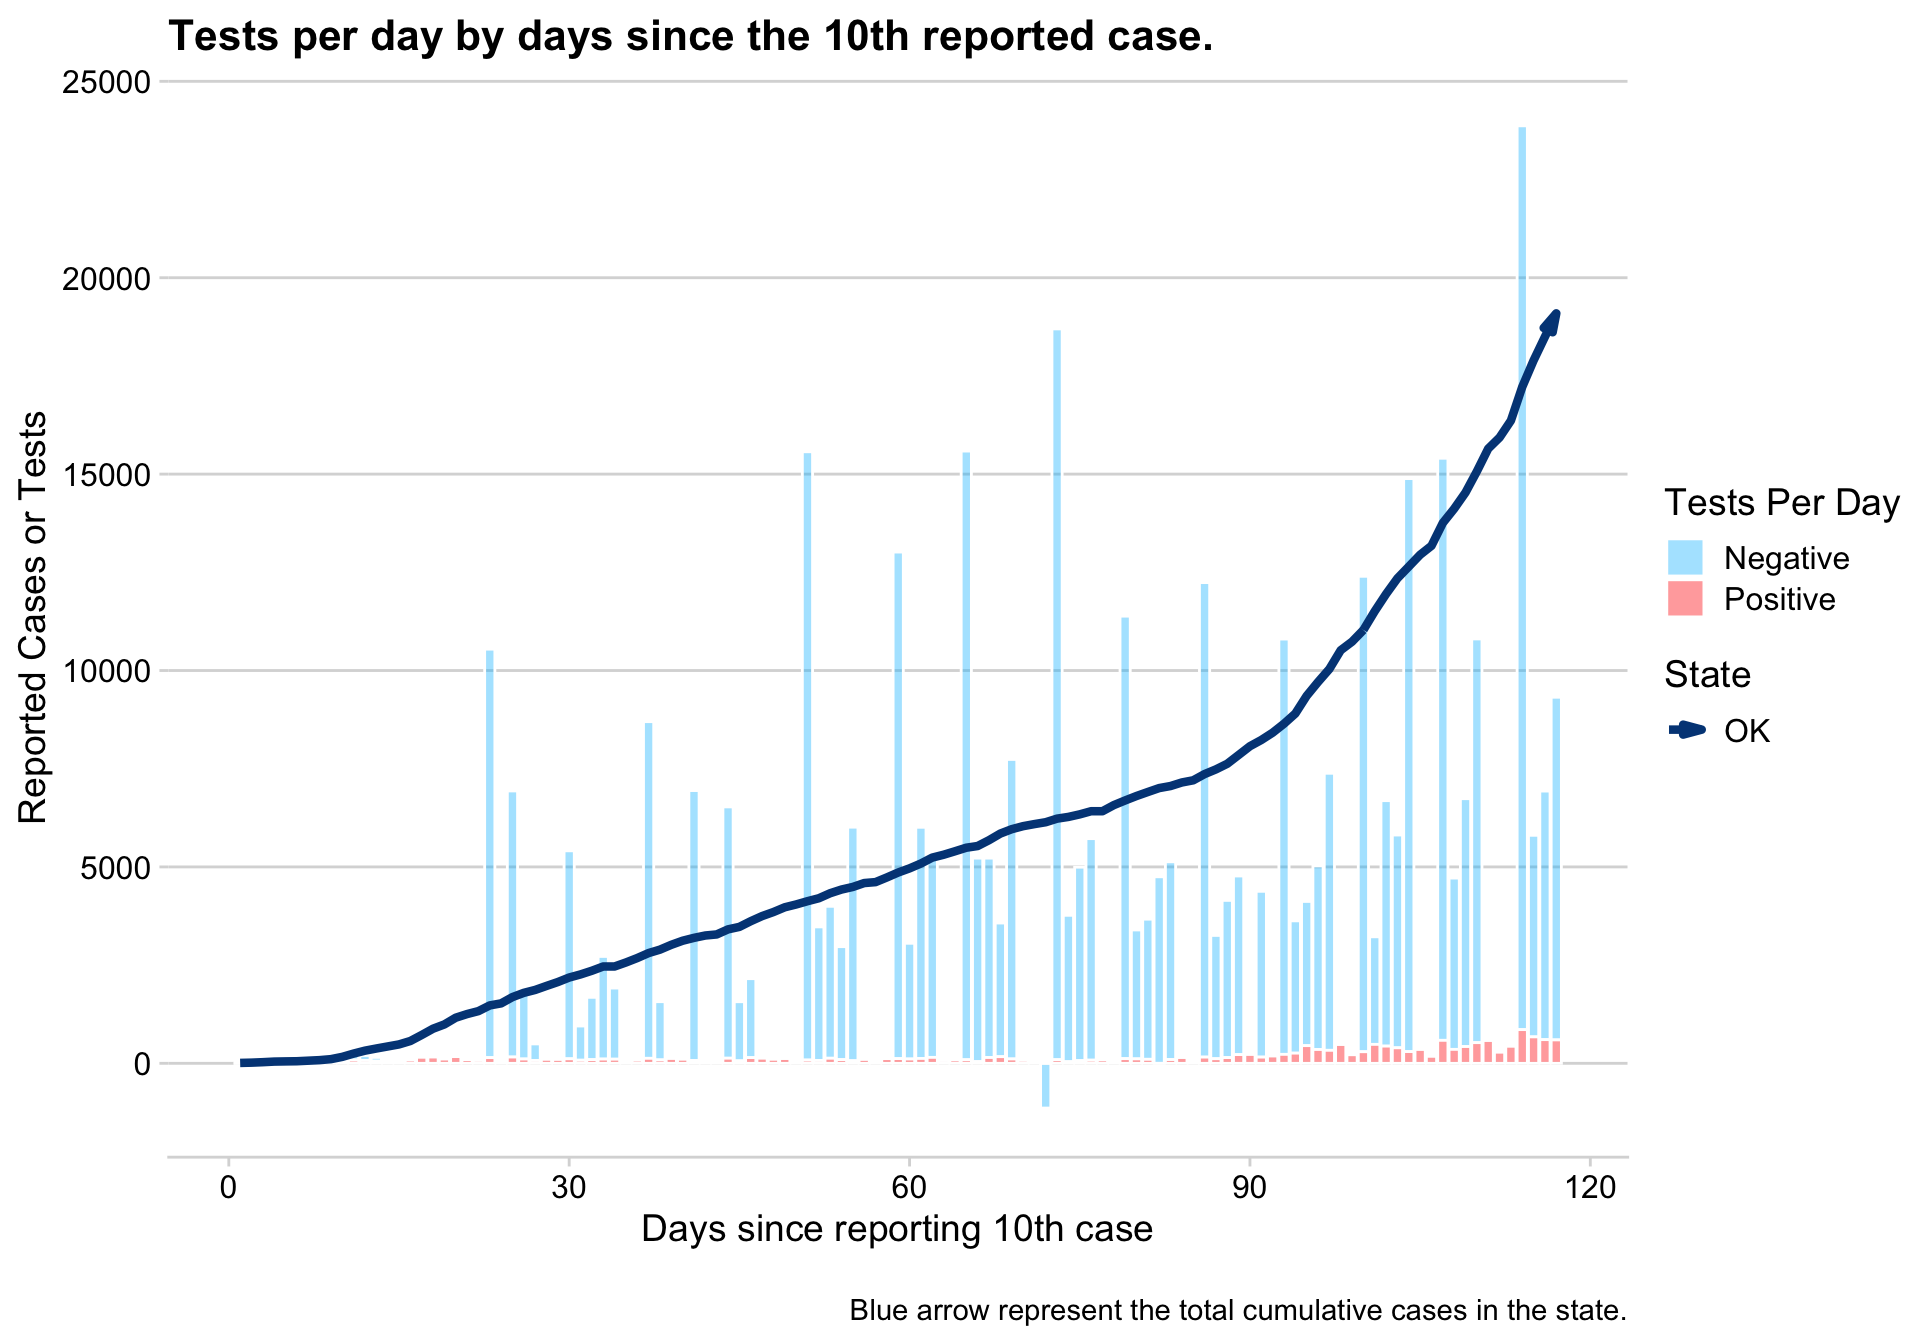 Tests per day by days since the 10th reported case.
25000
20000
15000
10000
5000
0
Reported Cases or Tests
0 30 60 90 120
Days since reporting 10th case
Tests Per Day
Negative
Positive
State
OK
Blue arrow represent the total cumulative cases in the state.